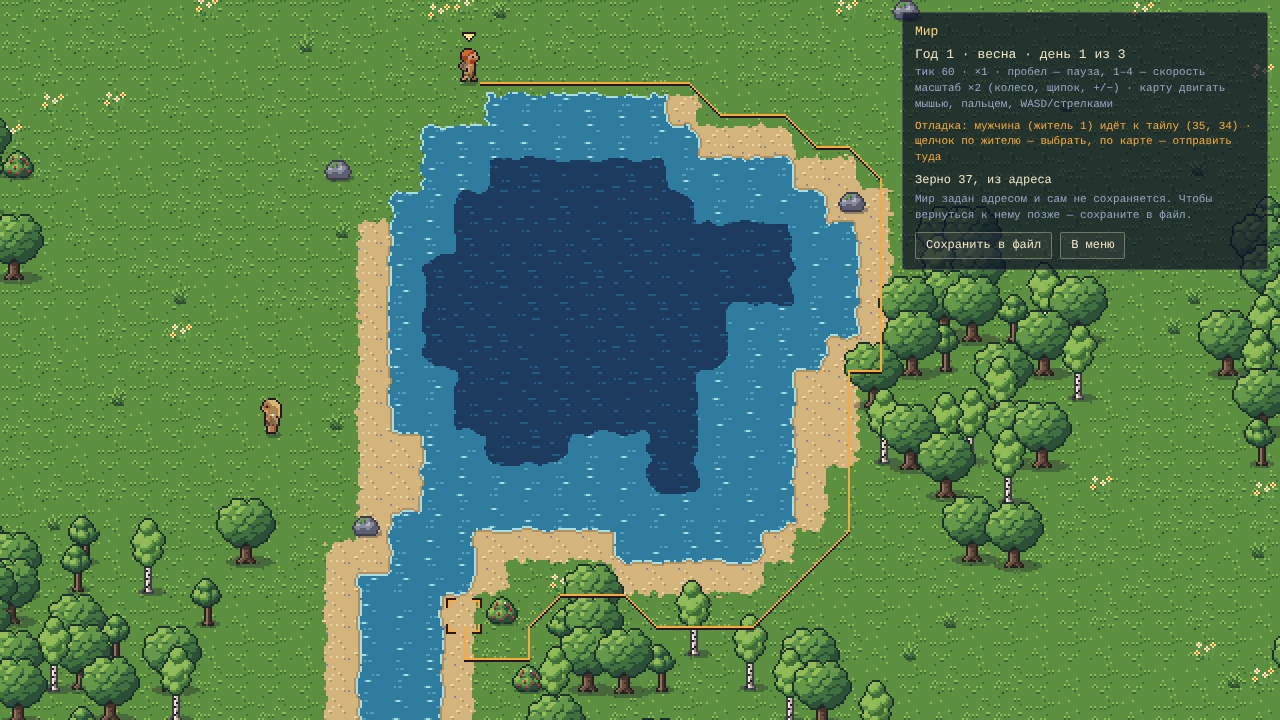 Мир
Год 1 · весна · день 1 из 3
тик 60 · ×1 · пробел — пауза, 1–4 — скорость
масштаб ×2 (колесо, щипок, +/−) · карту двигать
мышью, пальцем, WASD/стрелками
Отладка: мужчина (житель 1) идёт к тайлу (35, 34) ·
щелчок по жителю — выбрать, по карте — отправить
туда
Зерно 37, из адреса
Мир задан адресом и сам не сохраняется. Чтобы
вернуться к нему позже — сохраните в файл.
Сохранить в файл
В меню